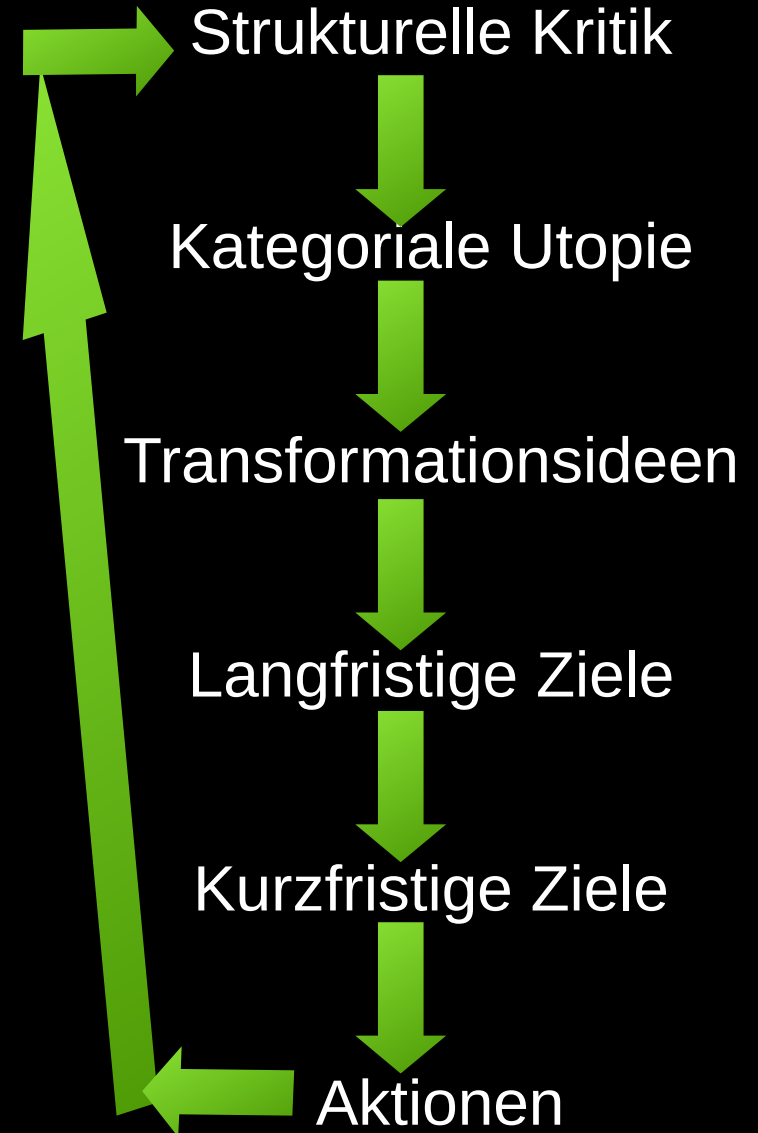 Strukturelle Kritik
Kategoriale Utopie
Transformationsideen
Langfristige Ziele
Kurzfristige Ziele
Aktionen